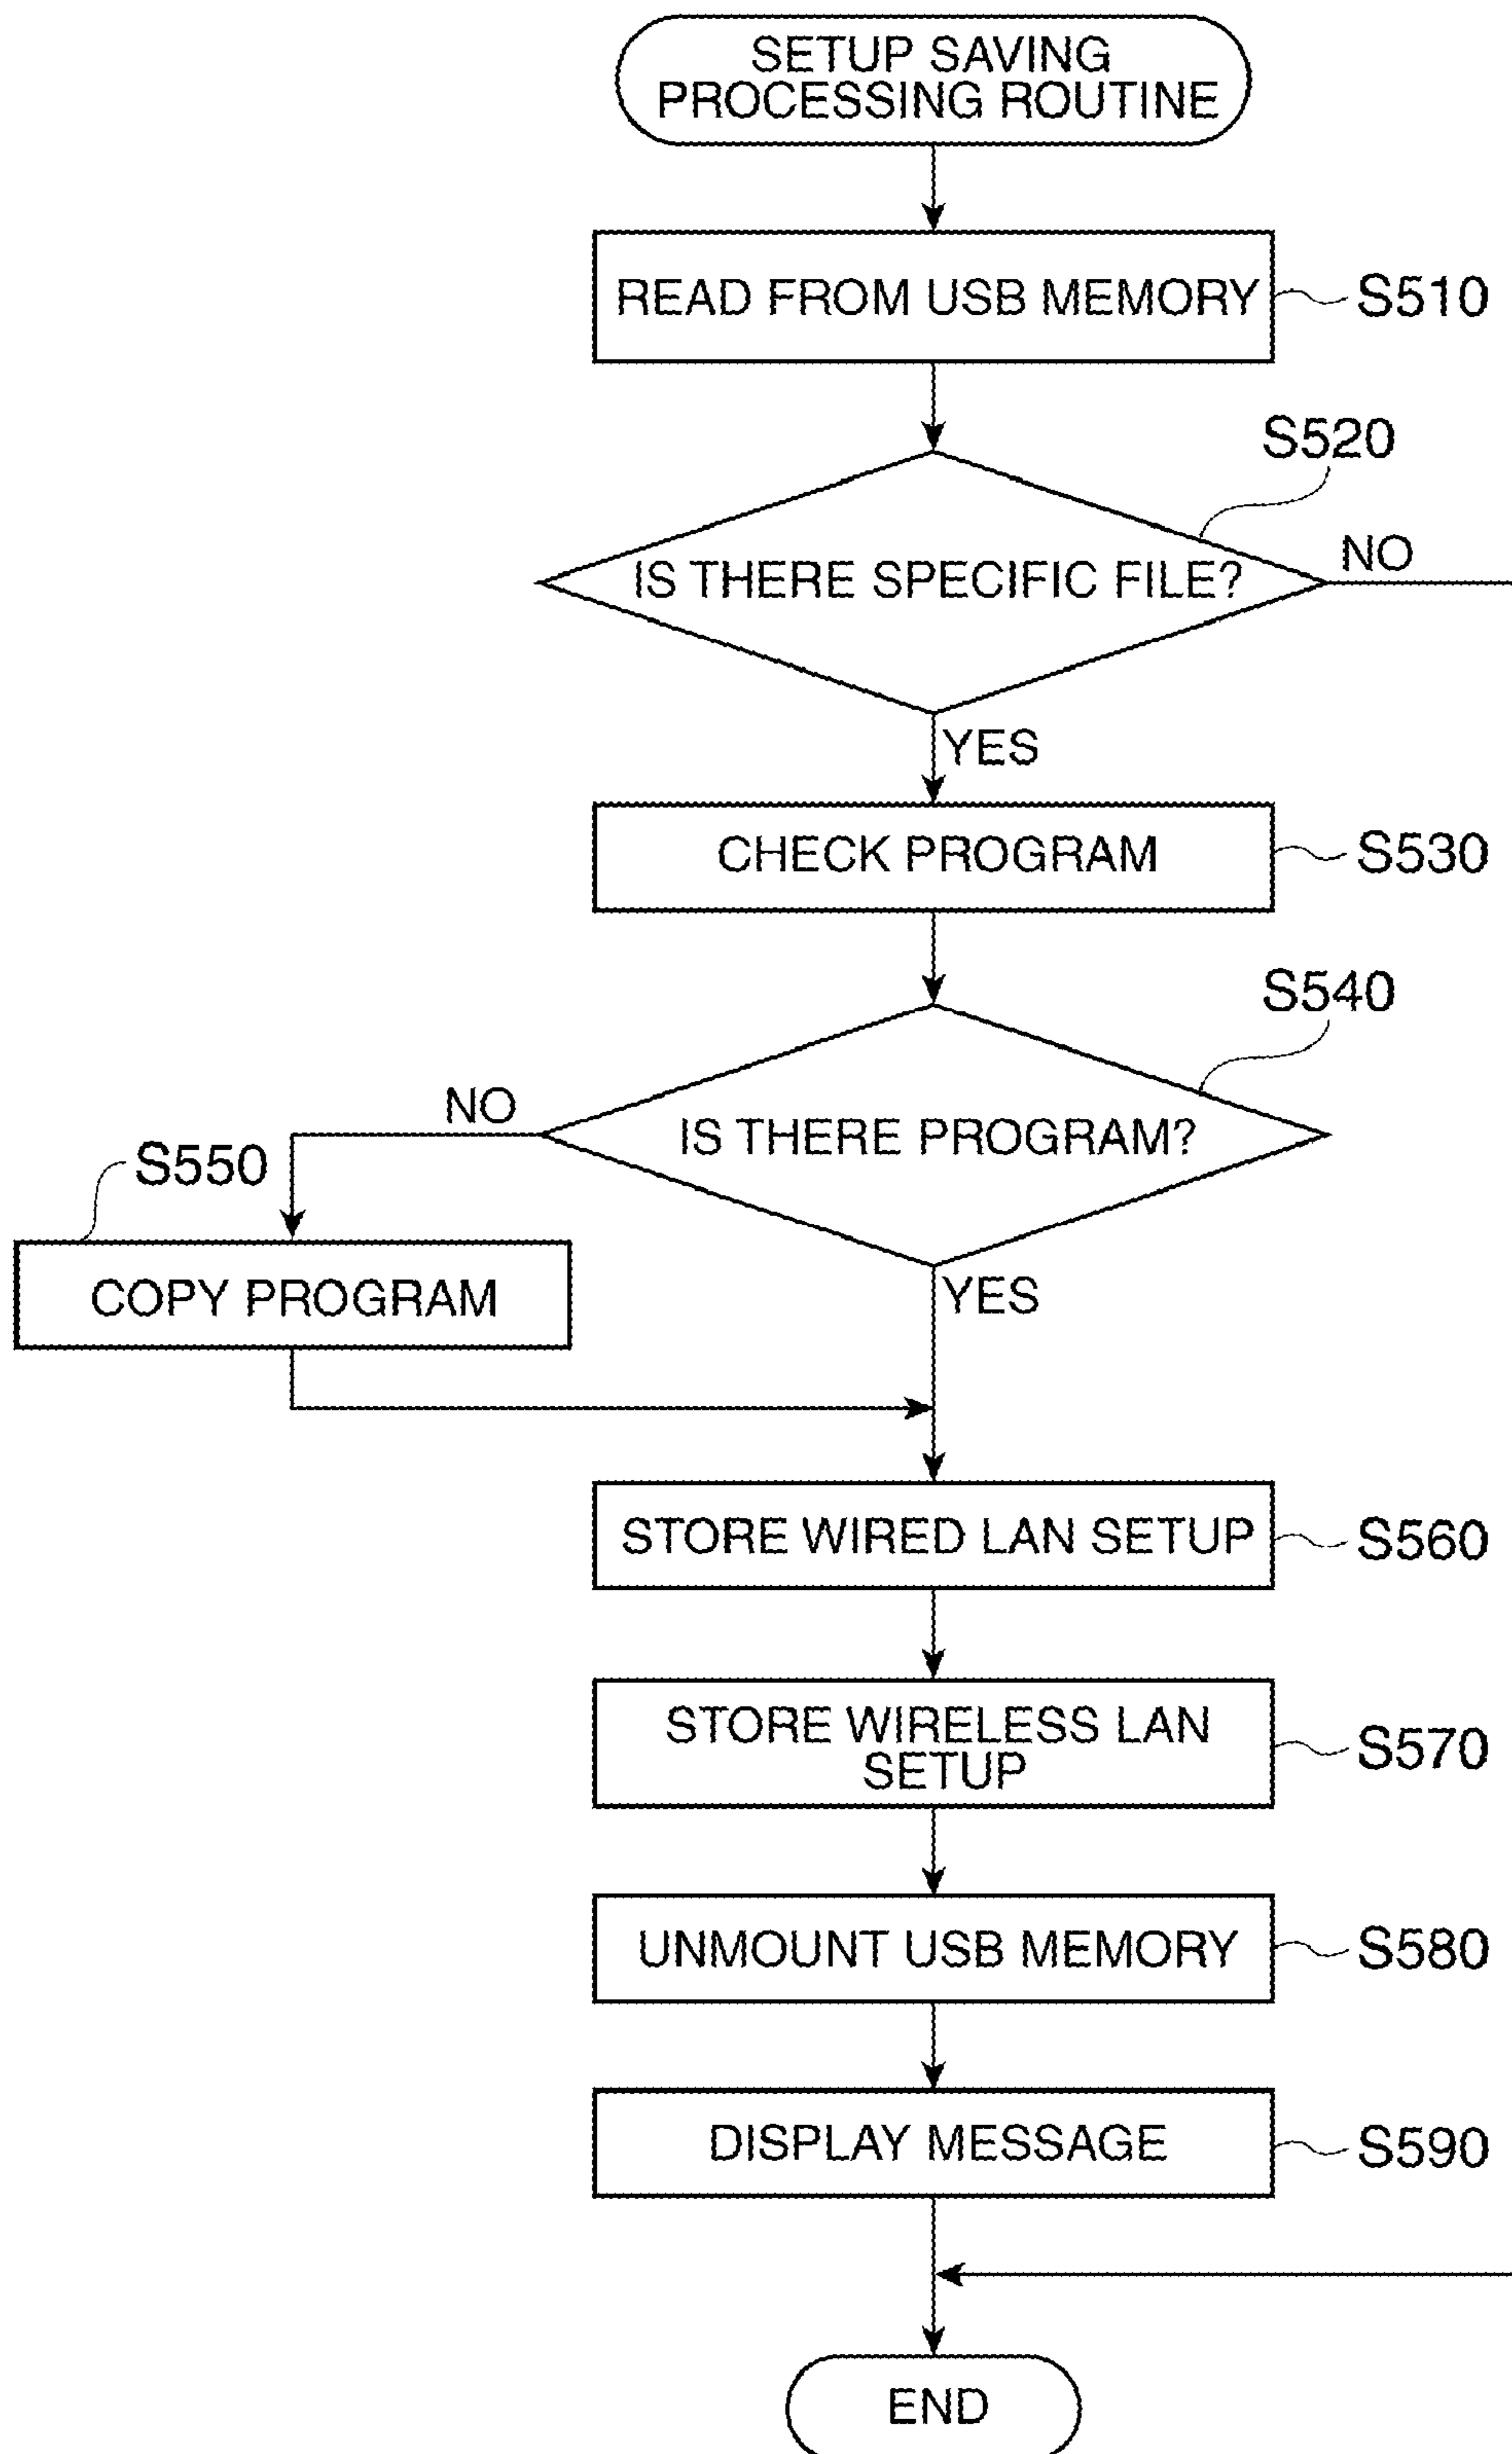 SETUP SAVING
PROCESSING ROUTINE
READ FROM USB MEMORY
S510
S520
IS THERE SPECIFIC FILE?
NO
YES
CHECK PROGRAM
S530
S540
NO
IS THERE PROGRAM?
S550
COPY PROGRAM
YES
STORE WIRED LAN SETUP
S560
STORE WIRELESS LAN
SETUP
S570
UNMOUNT USB MEMORY
S580
DISPLAY MESSAGE
S590
END